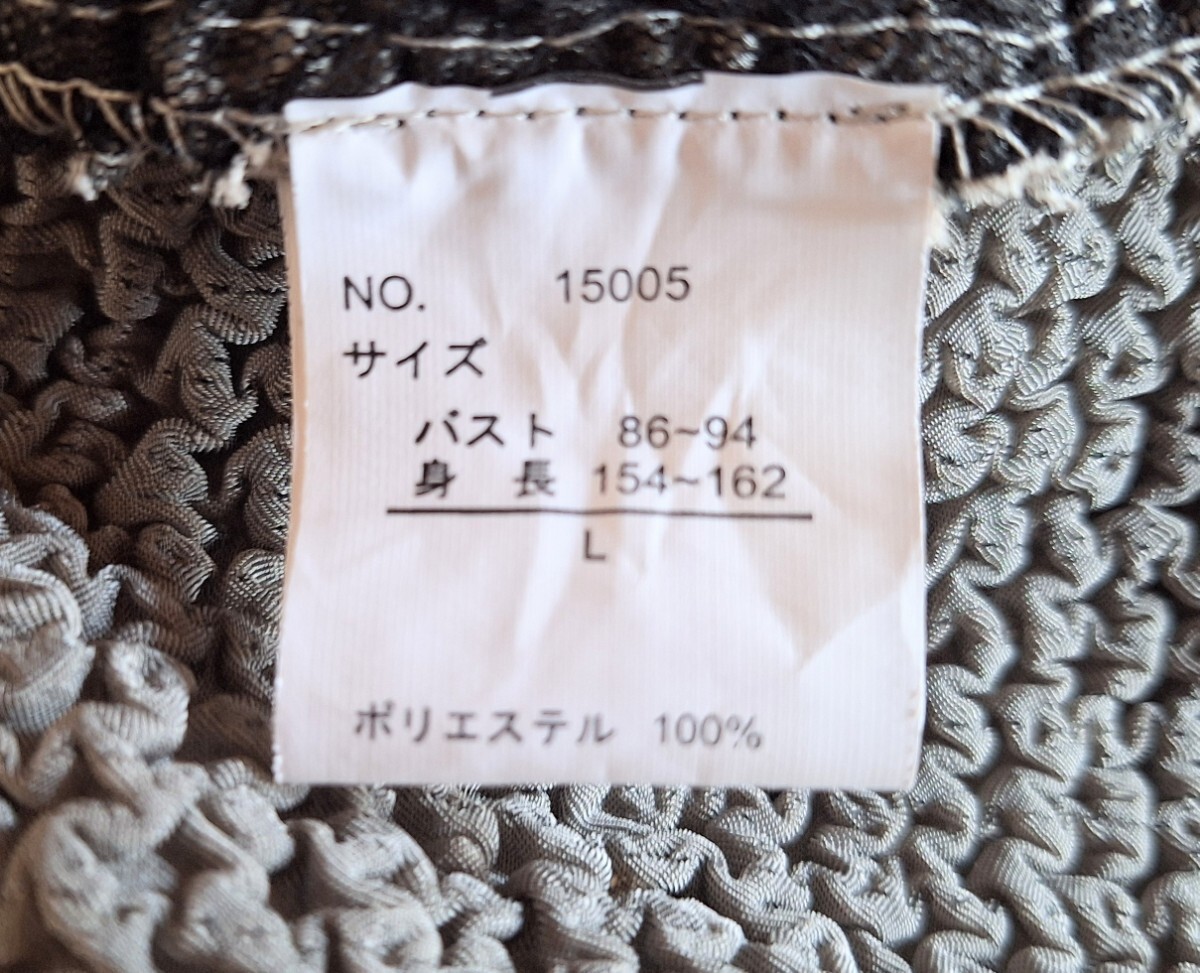 NO. 15005
サイズ
バスト 86~94
身長 154~162
L
ポリエステル 100%